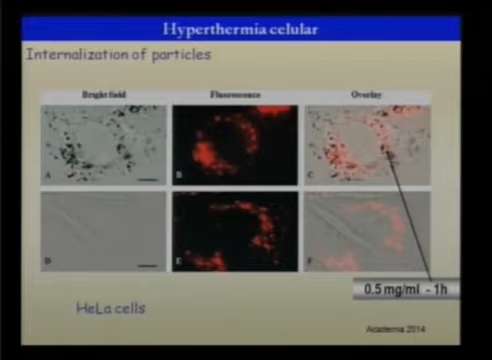 Hyperthermia celular
Internalization of particles
Bright field Fluorescence Overlay
A B C
D E F
0.5 mg/ml - 1h
HeLa cells
Academia 2014